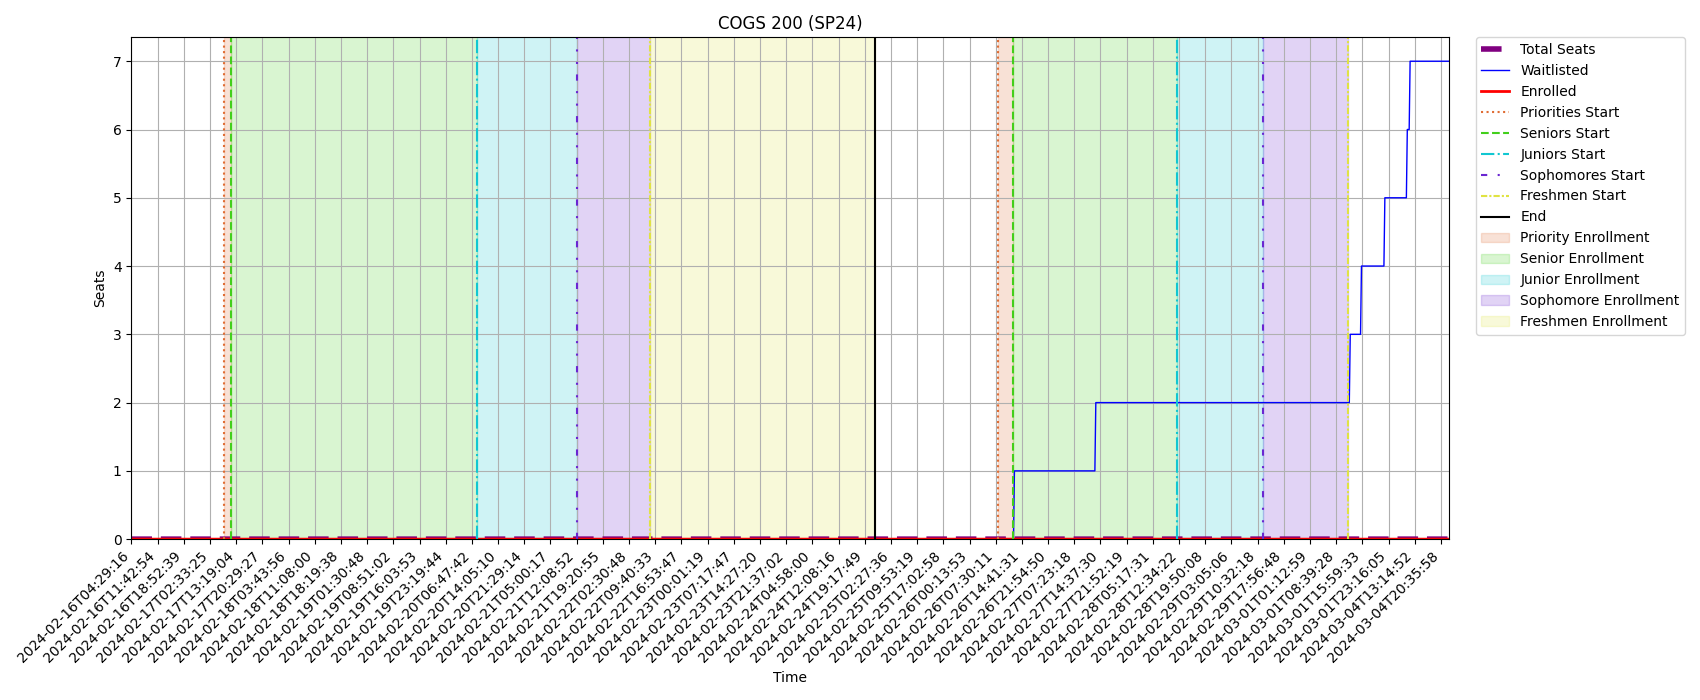 COGS 200 (SP24)
Seats
7
6
5
4
3
2
1
0
2024-02-16T04:29:16
2024-02-16T11:42:54
2024-02-16T18:52:39
2024-02-17T02:33:25
2024-02-17T13:19:04
2024-02-17T20:29:27
2024-02-18T03:43:56
2024-02-18T11:08:00
2024-02-18T18:19:38
2024-02-19T01:30:48
2024-02-19T08:51:02
2024-02-19T16:03:53
2024-02-19T23:19:44
2024-02-20T06:47:42
2024-02-20T14:05:10
2024-02-20T21:29:14
2024-02-21T05:00:17
2024-02-21T12:08:52
2024-02-21T19:20:55
2024-02-22T02:30:48
2024-02-22T09:40:33
2024-02-22T16:53:47
2024-02-23T00:01:19
2024-02-23T07:17:47
2024-02-23T14:27:20
2024-02-23T21:37:02
2024-02-24T04:58:00
2024-02-24T12:08:16
2024-02-24T19:17:49
2024-02-25T02:27:36
2024-02-25T09:53:19
2024-02-25T17:02:58
2024-02-26T00:13:53
2024-02-26T07:30:11
2024-02-26T14:41:31
2024-02-26T21:54:50
2024-02-27T07:23:18
2024-02-27T14:37:30
2024-02-27T21:52:19
2024-02-28T05:17:31
2024-02-28T12:34:22
2024-02-28T19:50:08
2024-02-29T03:05:06
2024-02-29T10:32:18
2024-02-29T17:56:48
2024-03-01T01:12:59
2024-03-01T08:39:28
2024-03-01T15:59:33
2024-03-01T23:16:05
2024-03-04T13:14:52
2024-03-04T20:35:58
Time
Total Seats
Waitlisted
Enrolled
Priorities Start
Seniors Start
Juniors Start
Sophomores Start
Freshmen Start
End
Priority Enrollment
Senior Enrollment
Junior Enrollment
Sophomore Enrollment
Freshmen Enrollment